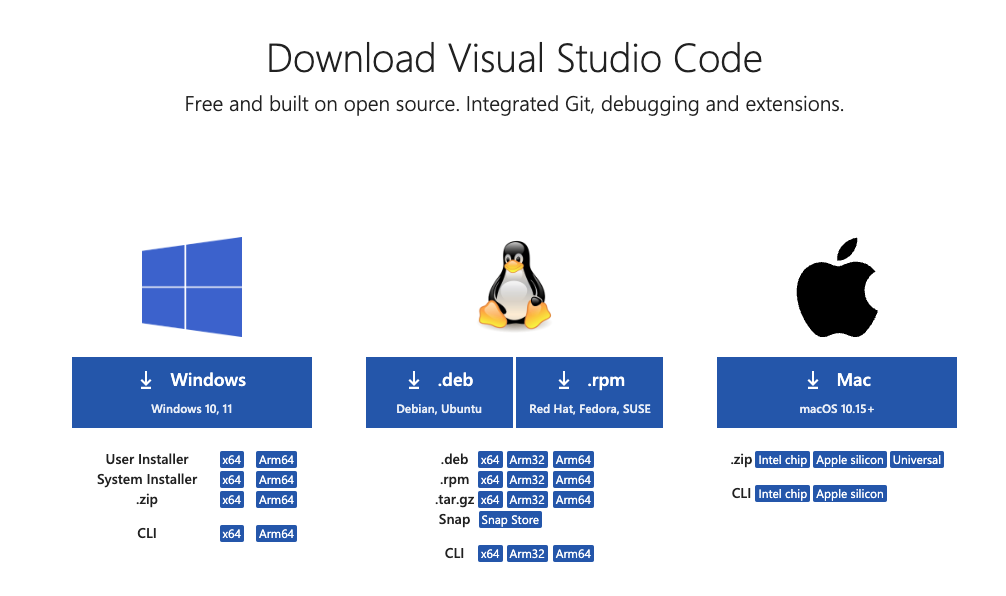 Download Visual Studio Code
Free and built on open source. Integrated Git, debugging and extensions.
Windows
Windows 10, 11
User Installer x64 Arm64
System Installer x64 Arm64
.zip x64 Arm64
CLI x64 Arm64
.deb
Debian, Ubuntu
.rpm
Red Hat, Fedora, SUSE
.deb x64 Arm32 Arm64
.rpm x64 Arm32 Arm64
.tar.gz x64 Arm32 Arm64
Snap Snap Store
CLI x64 Arm32 Arm64
Mac
macOS 10.15+
.zip Intel chip Apple silicon Universal
CLI Intel chip Apple silicon